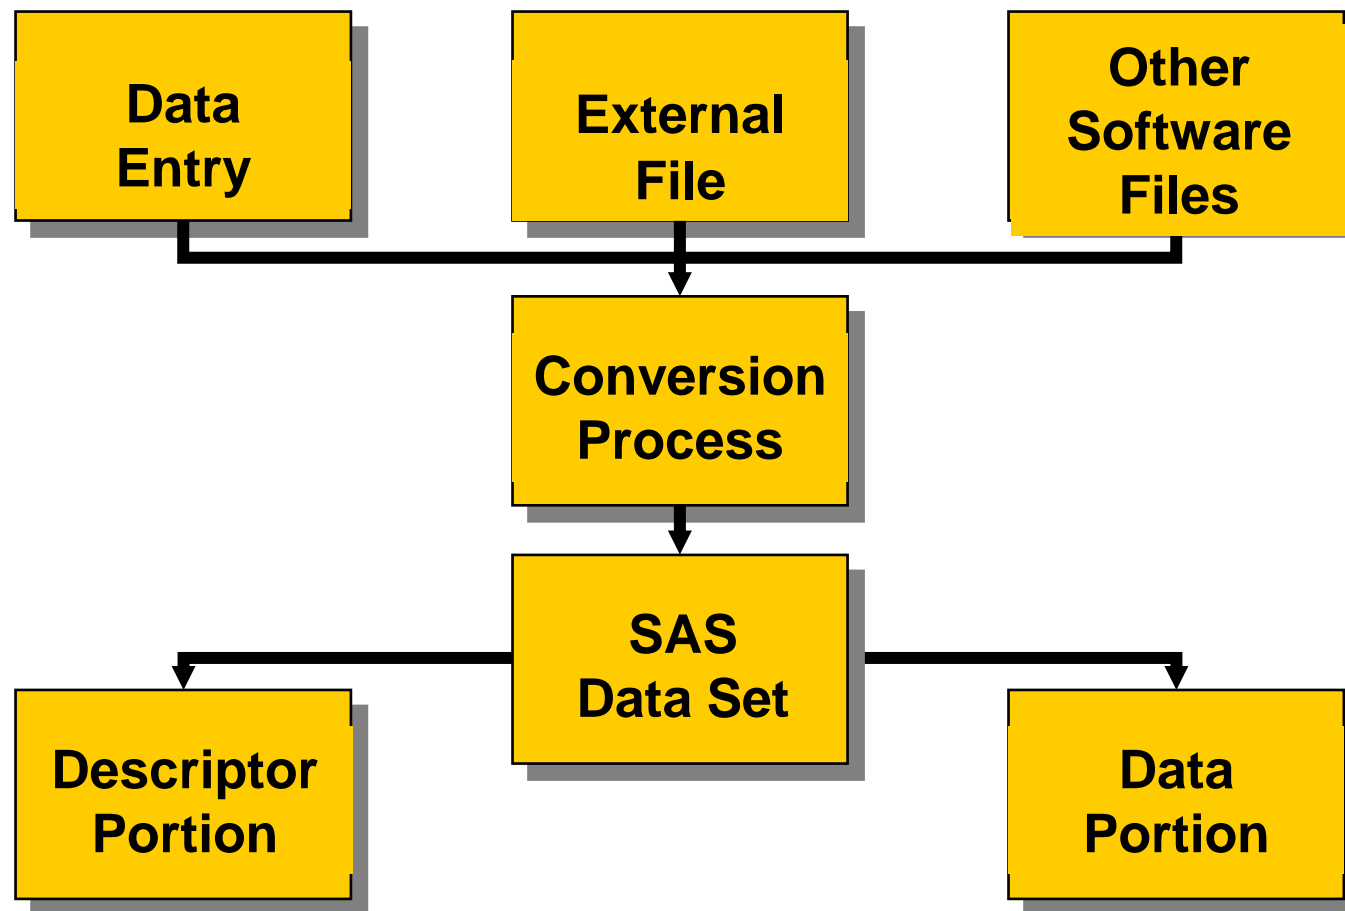 Data
Entry
External
File
Other
Software
Files
Conversion
Process
SAS
Data Set
Descriptor
Portion
Data
Portion